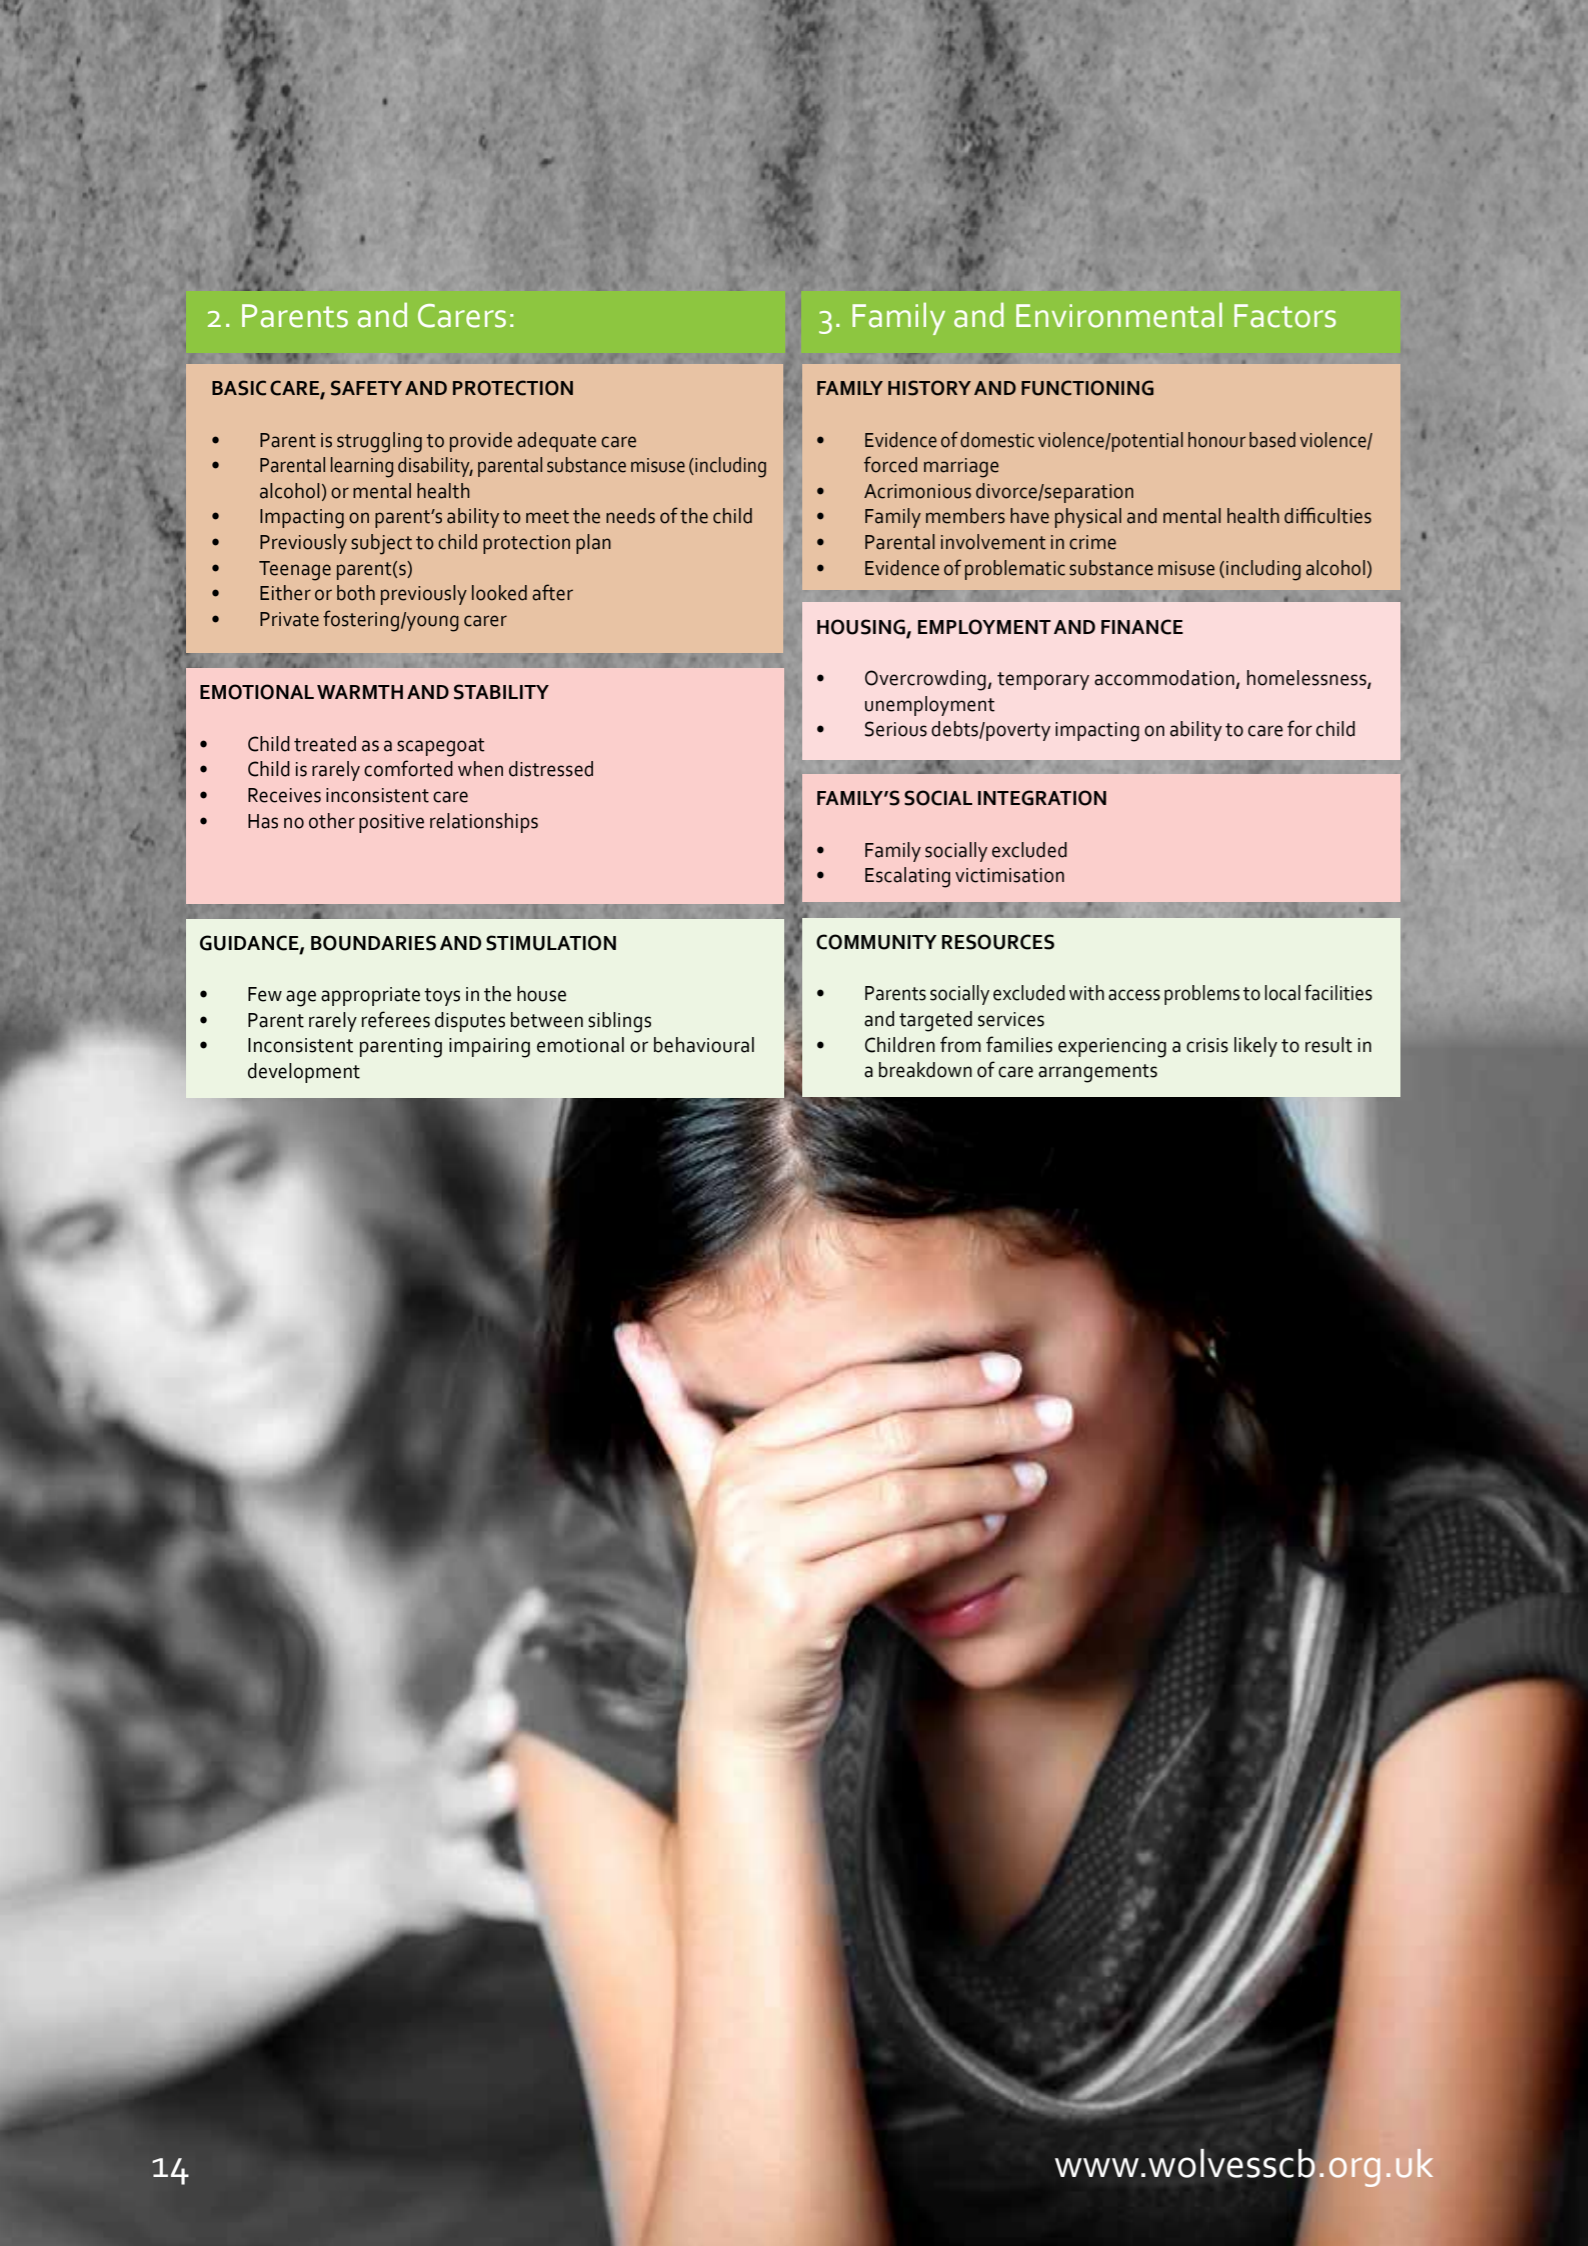 2. Parents and Carers:
BASIC CARE, SAFETY AND PROTECTION
• Parent is struggling to provide adequate care
• Parental learning disability, parental substance misuse (including
alcohol) or mental health
• Impacting on parent’s ability to meet the needs of the child
• Previously subject to child protection plan
• Teenage parent(s)
• Either or both previously looked after
• Private fostering/young carer
EMOTIONAL WARMTH AND STABILITY
• Child treated as a scapegoat
• Child is rarely comforted when distressed
• Receives inconsistent care
• Has no other positive relationships
GUIDANCE, BOUNDARIES AND STIMULATION
• Few age appropriate toys in the house
• Parent rarely referees disputes between siblings
• Inconsistent parenting impairing emotional or behavioural
development
3. Family and Environmental Factors
FAMILY HISTORY AND FUNCTIONING
• Evidence of domestic violence/potential honour based violence/
forced marriage
• Acrimonious divorce/separation
• Family members have physical and mental health difficulties
• Parental involvement in crime
• Evidence of problematic substance misuse (including alcohol)
HOUSING, EMPLOYMENT AND FINANCE
• Overcrowding, temporary accommodation, homelessness,
unemployment
• Serious debts/poverty impacting on ability to care for child
FAMILY’S SOCIAL INTEGRATION
• Family socially excluded
• Escalating victimisation
COMMUNITY RESOURCES
• Parents socially excluded with access problems to local facilities
and targeted services
• Children from families experiencing a crisis likely to result in
a breakdown of care arrangements
14
www.wolvesscb.org.uk